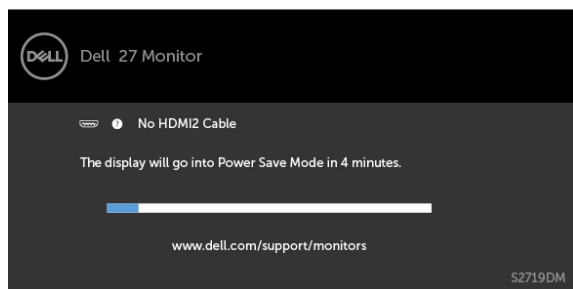 DELL
Dell 27 Monitor
? No HDMI2 Cable
The display will go into Power Save Mode in 4 minutes.
www.dell.com/support/monitors
S2719DM